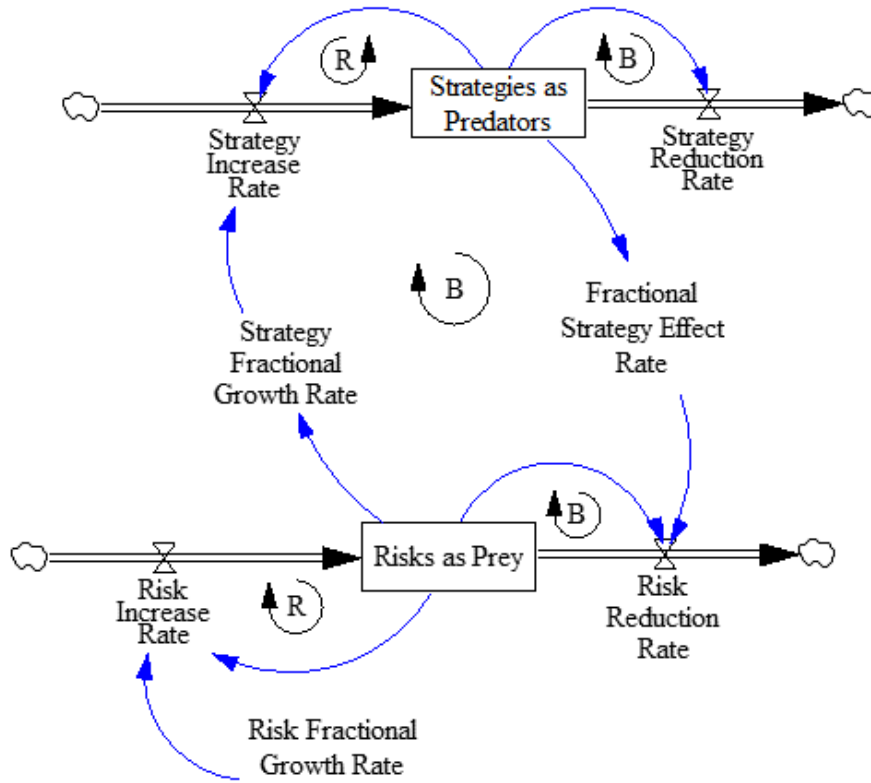 R
B
Strategies as
Predators
Strategy
Increase
Rate
Strategy
Reduction
Rate
B
Fractional
Strategy Effect
Rate
Strategy
Fractional
Growth Rate
B
Risks as Prey
Risk
Increase
Rate
R
Risk
Reduction
Rate
Risk Fractional
Growth Rate